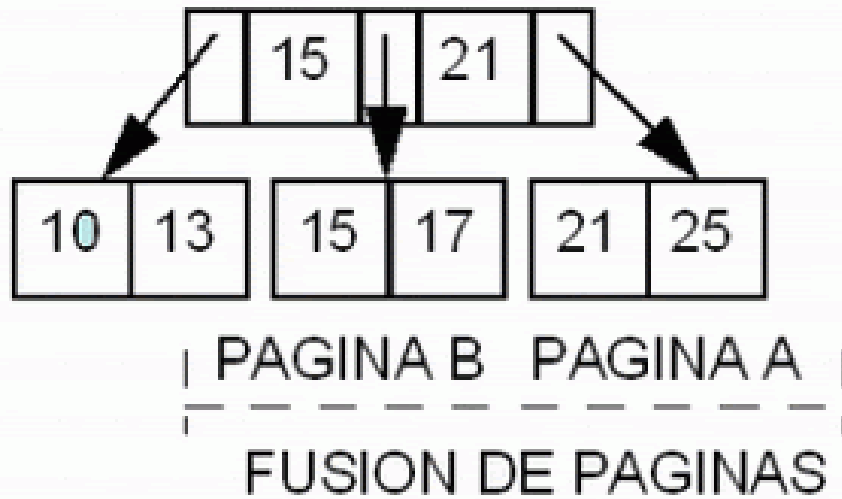 15 21
10 13 15 17 21 25
PAGINA B PAGINA A
FUSION DE PAGINAS